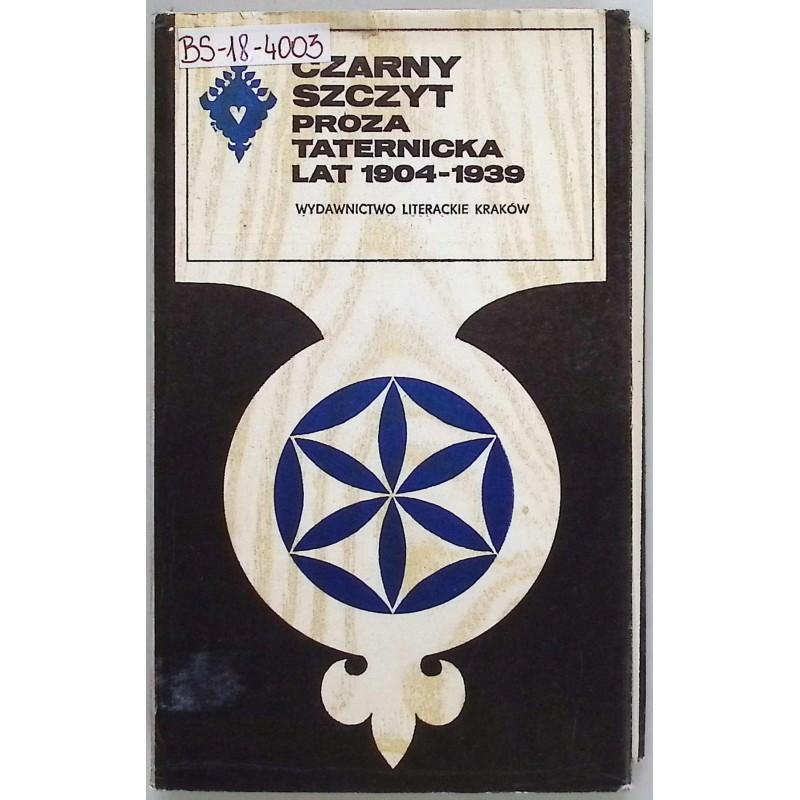 BS-18-4003
CZARNY
SZCZYT
PROZA
TATERNICKA
LAT 1904-1939
WYDAWNICTWO LITERACKIE KRAKÓW